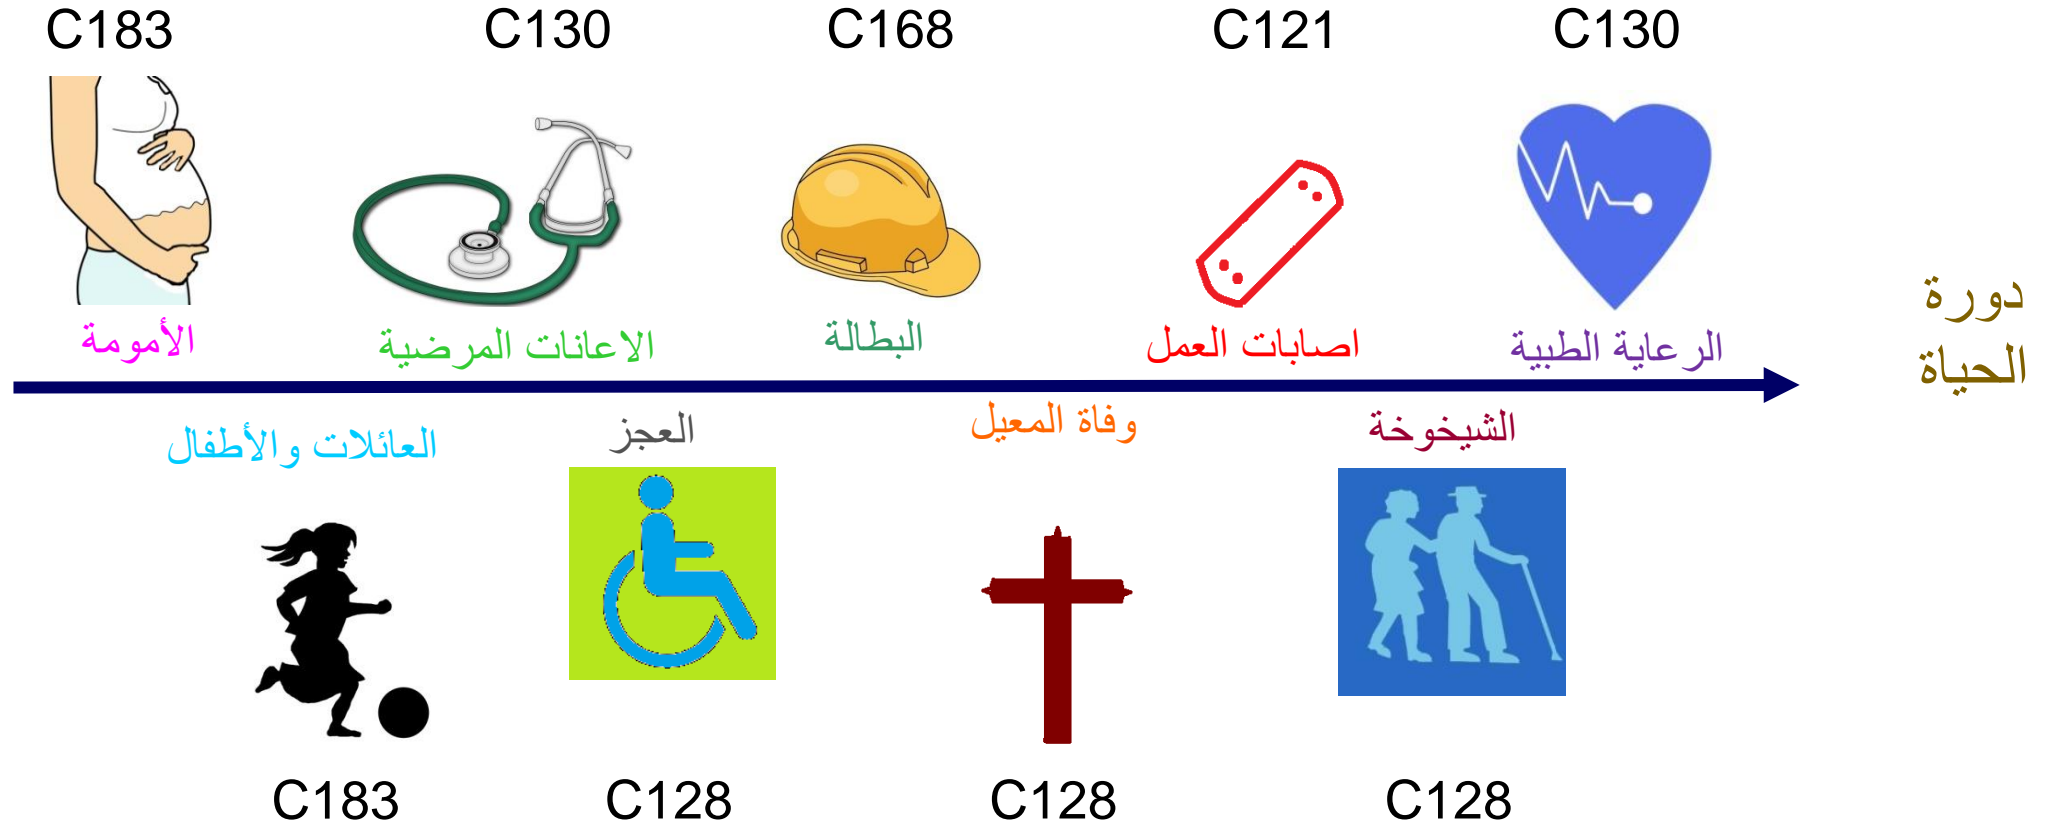 C183 C130 C168 C121 C130
الأمومة
الاعانات المرضية
البطالة
اصابات العمل
الرعاية الطبية
دورة
الحياة
العائلات والأطفال
العجز
وفاة المعيل
الشيخوخة
C183 C128 C128 C128